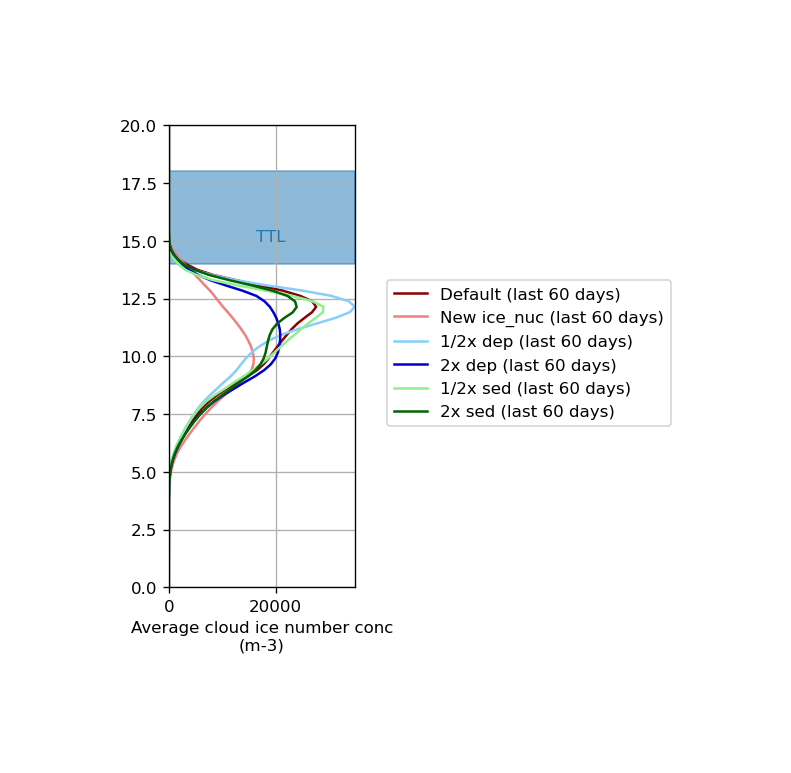 20.0
17.5
15.0
12.5
10.0
7.5
5.0
2.5
0.0
TTL
0 20000
Average cloud ice number conc
(m-3)
Default (last 60 days)
New ice_nuc (last 60 days)
1/2x dep (last 60 days)
2x dep (last 60 days)
1/2x sed (last 60 days)
2x sed (last 60 days)